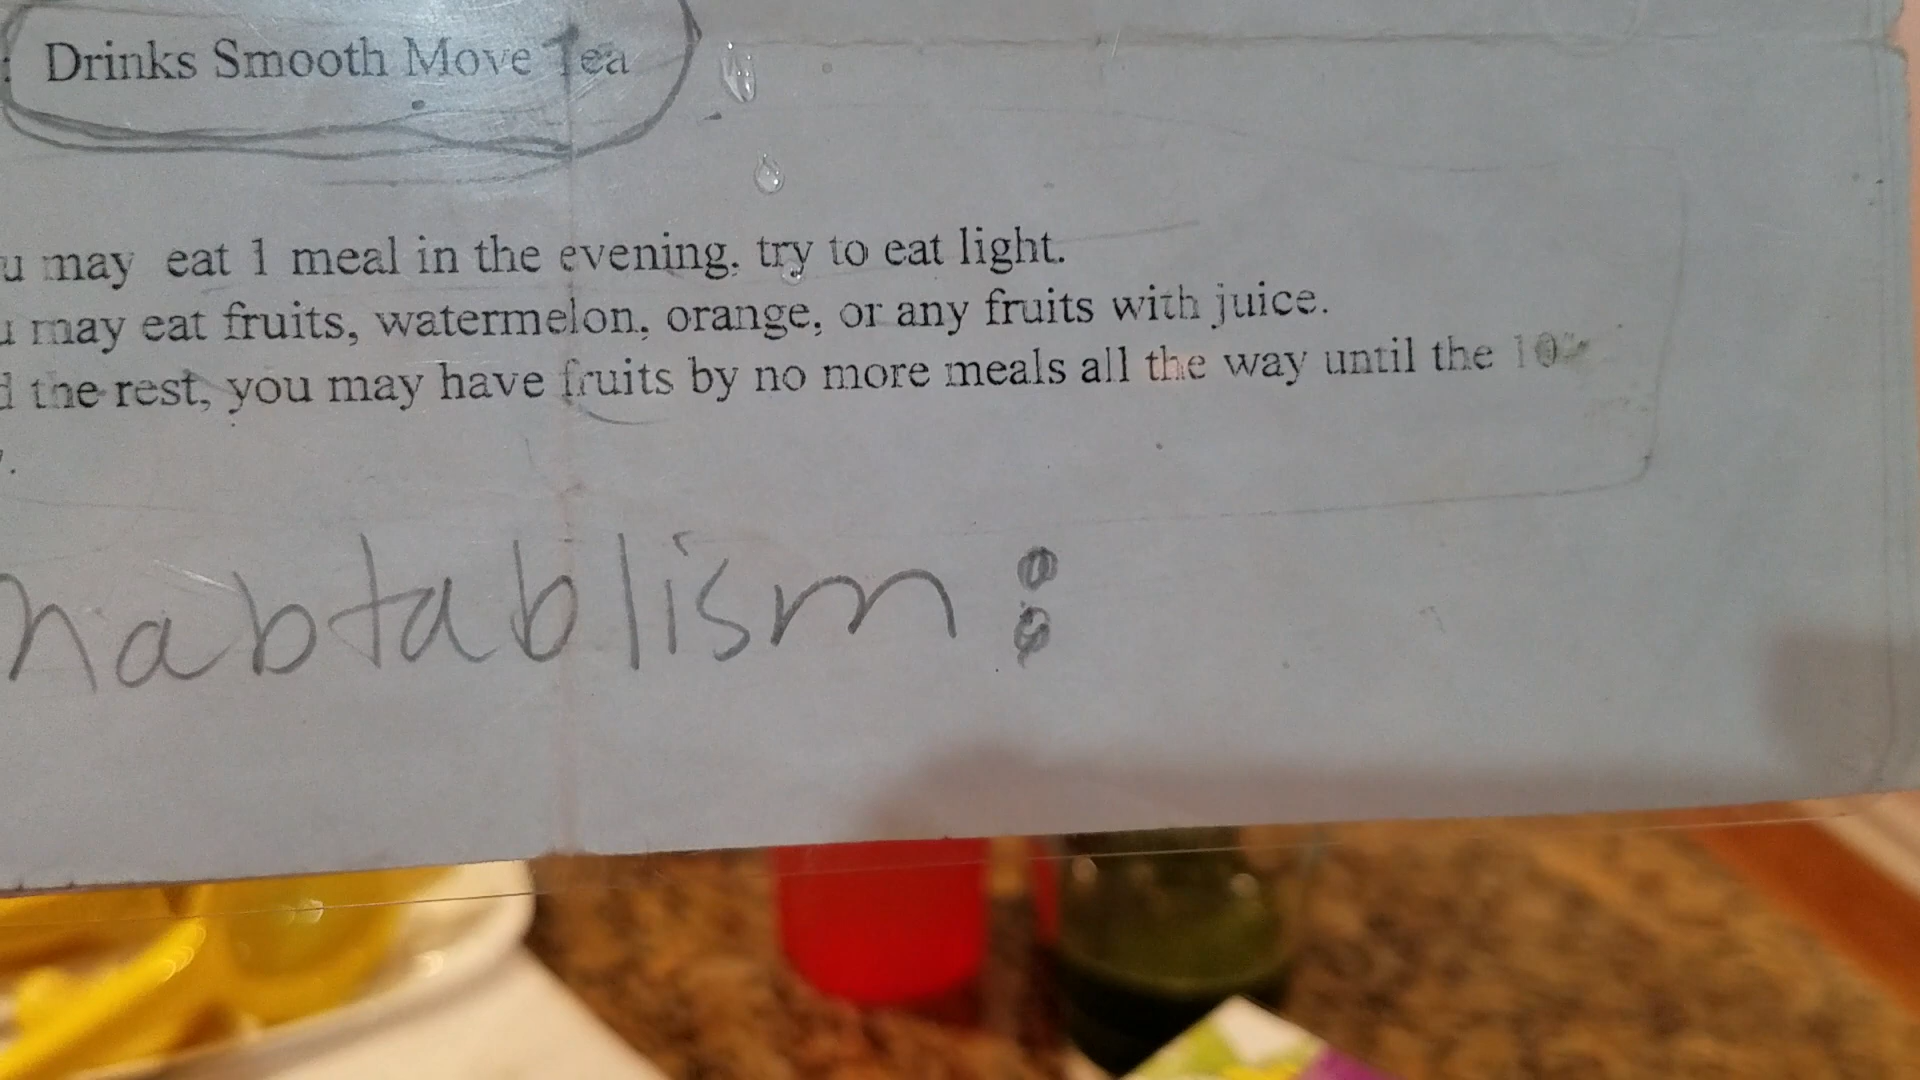 : Drinks Smooth Move Tea
u may eat 1 meal in the evening, try to eat light.
may eat fruits, watermelon, orange, or any fruits with juice.
d the rest, you may have fruits by no more meals all the way until the 10th
.
habtablism: